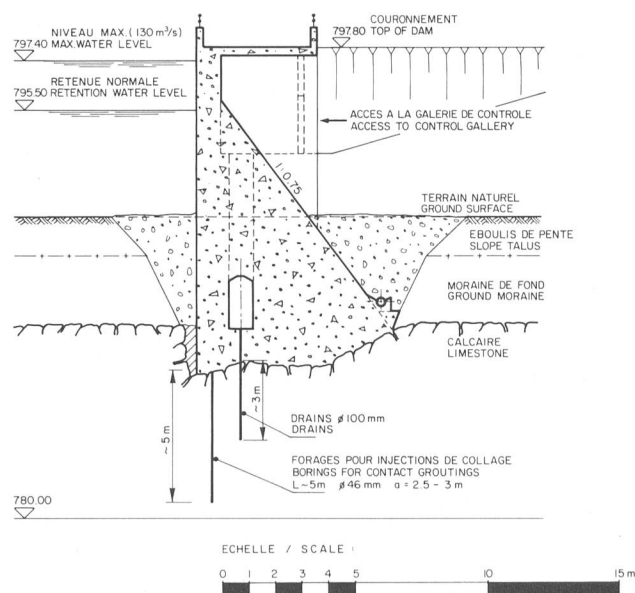 NIVEAU MAX. (130 m³/s)
797.40 MAX.WATER LEVEL
COURONNEMENT
797.80 TOP OF DAM
RETENUE NORMALE
795.50 RETENTION WATER LEVEL
ACCES A LA GALERIE DE CONTROLE
ACCESS TO CONTROL GALLERY
1:0.75
TERRAIN NATUREL
GROUND SURFACE
EBOULIS DE PENTE
SLOPE TALUS
MORAINE DE FOND
GROUND MORAINE
CALCAIRE
LIMESTONE
~3m
~5m
DRAINS ø 100 mm
DRAINS
FORAGES POUR INJECTIONS DE COLLAGE
BORINGS FOR CONTACT GROUTINGS
L~5m ø 46 mm a = 2.5 - 3 m
780.00
ECHELLE / SCALE :
0 1 2 3 4 5 10 15 m